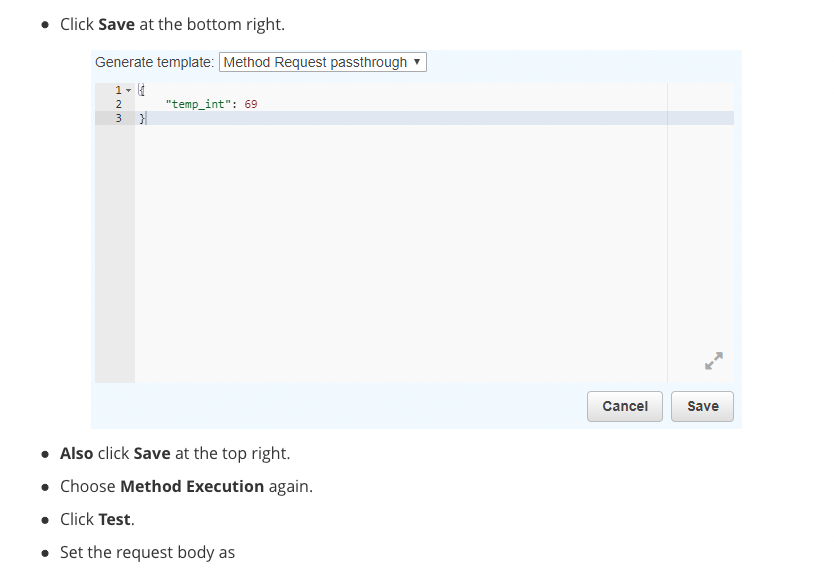 • Click Save at the bottom right.
Generate template: Method Request passthrough
1 {
2 "temp_int": 69
3 }
Cancel Save
• Also click Save at the top right.
• Choose Method Execution again.
• Click Test.
• Set the request body as